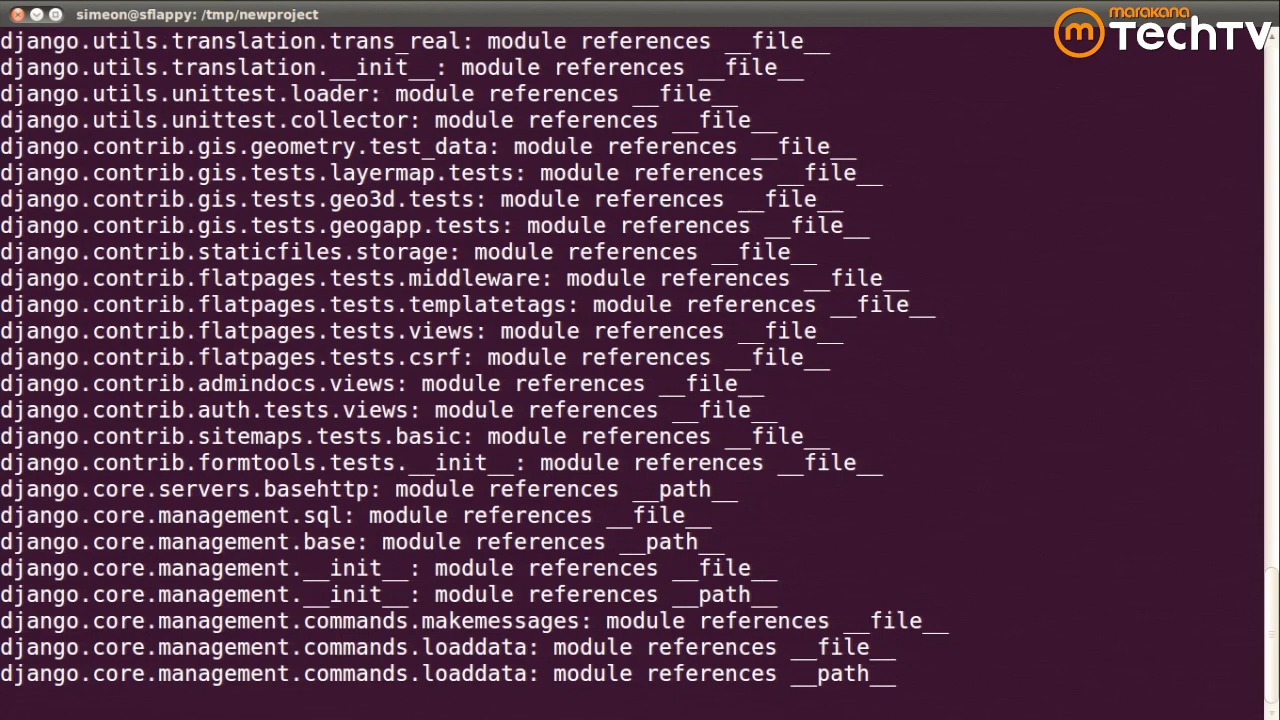 simeon@sflappy: /tmp/newproject
marakana
TechTV
django.utils.translation.trans_real: module references __file__
django.utils.translation.__init__: module references __file__
django.utils.unittest.loader: module references __file__
django.utils.unittest.collector: module references __file__
django.contrib.gis.geometry.test_data: module references __file__
django.contrib.gis.tests.layermap.tests: module references __file__
django.contrib.gis.tests.geo3d.tests: module references __file__
django.contrib.gis.tests.geogapp.tests: module references __file__
django.contrib.staticfiles.storage: module references __file__
django.contrib.flatpages.tests.middleware: module references __file__
django.contrib.flatpages.tests.templatetags: module references __file__
django.contrib.flatpages.tests.views: module references __file__
django.contrib.flatpages.tests.csrf: module references __file__
django.contrib.admindocs.views: module references __file__
django.contrib.auth.tests.views: module references __file__
django.contrib.sitemaps.tests.basic: module references __file__
django.contrib.formtools.tests.__init__: module references __file__
django.core.servers.basehttp: module references __path__
django.core.management.sql: module references __file__
django.core.management.base: module references __path__
django.core.management.__init__: module references __file__
django.core.management.__init__: module references __path__
django.core.management.commands.makemessages: module references __file__
django.core.management.commands.loaddata: module references __file__
django.core.management.commands.loaddata: module references __path__